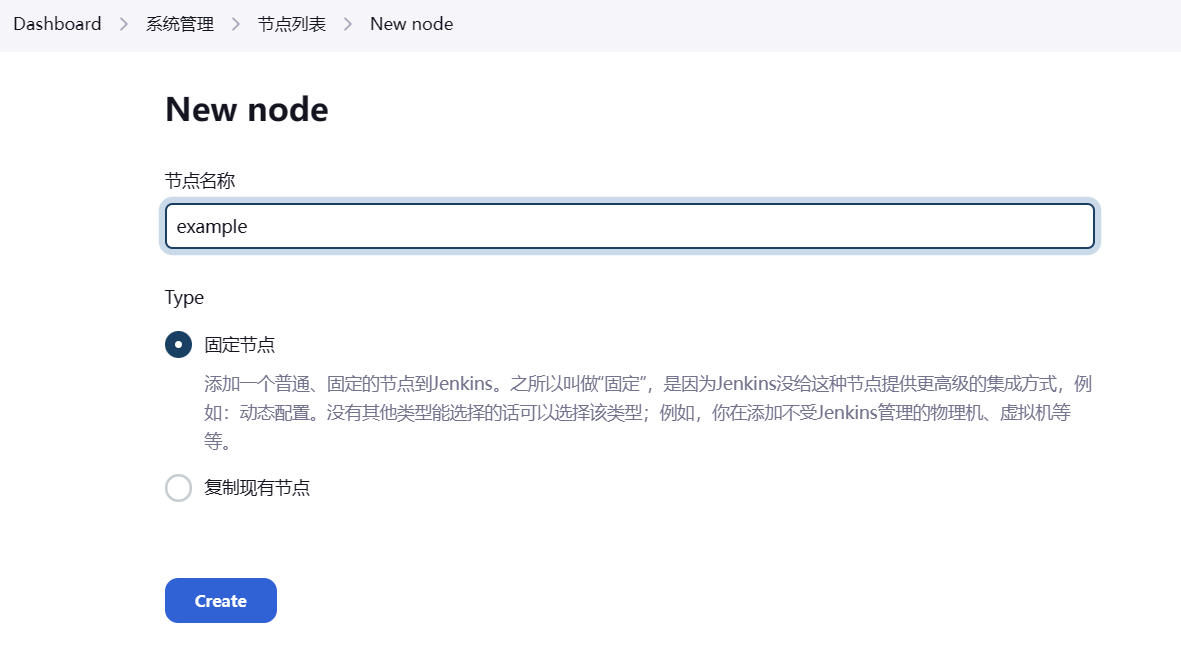 Dashboard 系统管理 节点列表 New node
New node
节点名称
example
Type
固定节点
添加一个普通、固定的节点到Jenkins。之所以叫做“固定”，是因为Jenkins没给这种节点提供更高级的集成方式，例
如：动态配置。没有其他类型能选择的话可以选择该类型；例如，你在添加不受Jenkins管理的物理机、虚拟机等
等。
复制现有节点
Create